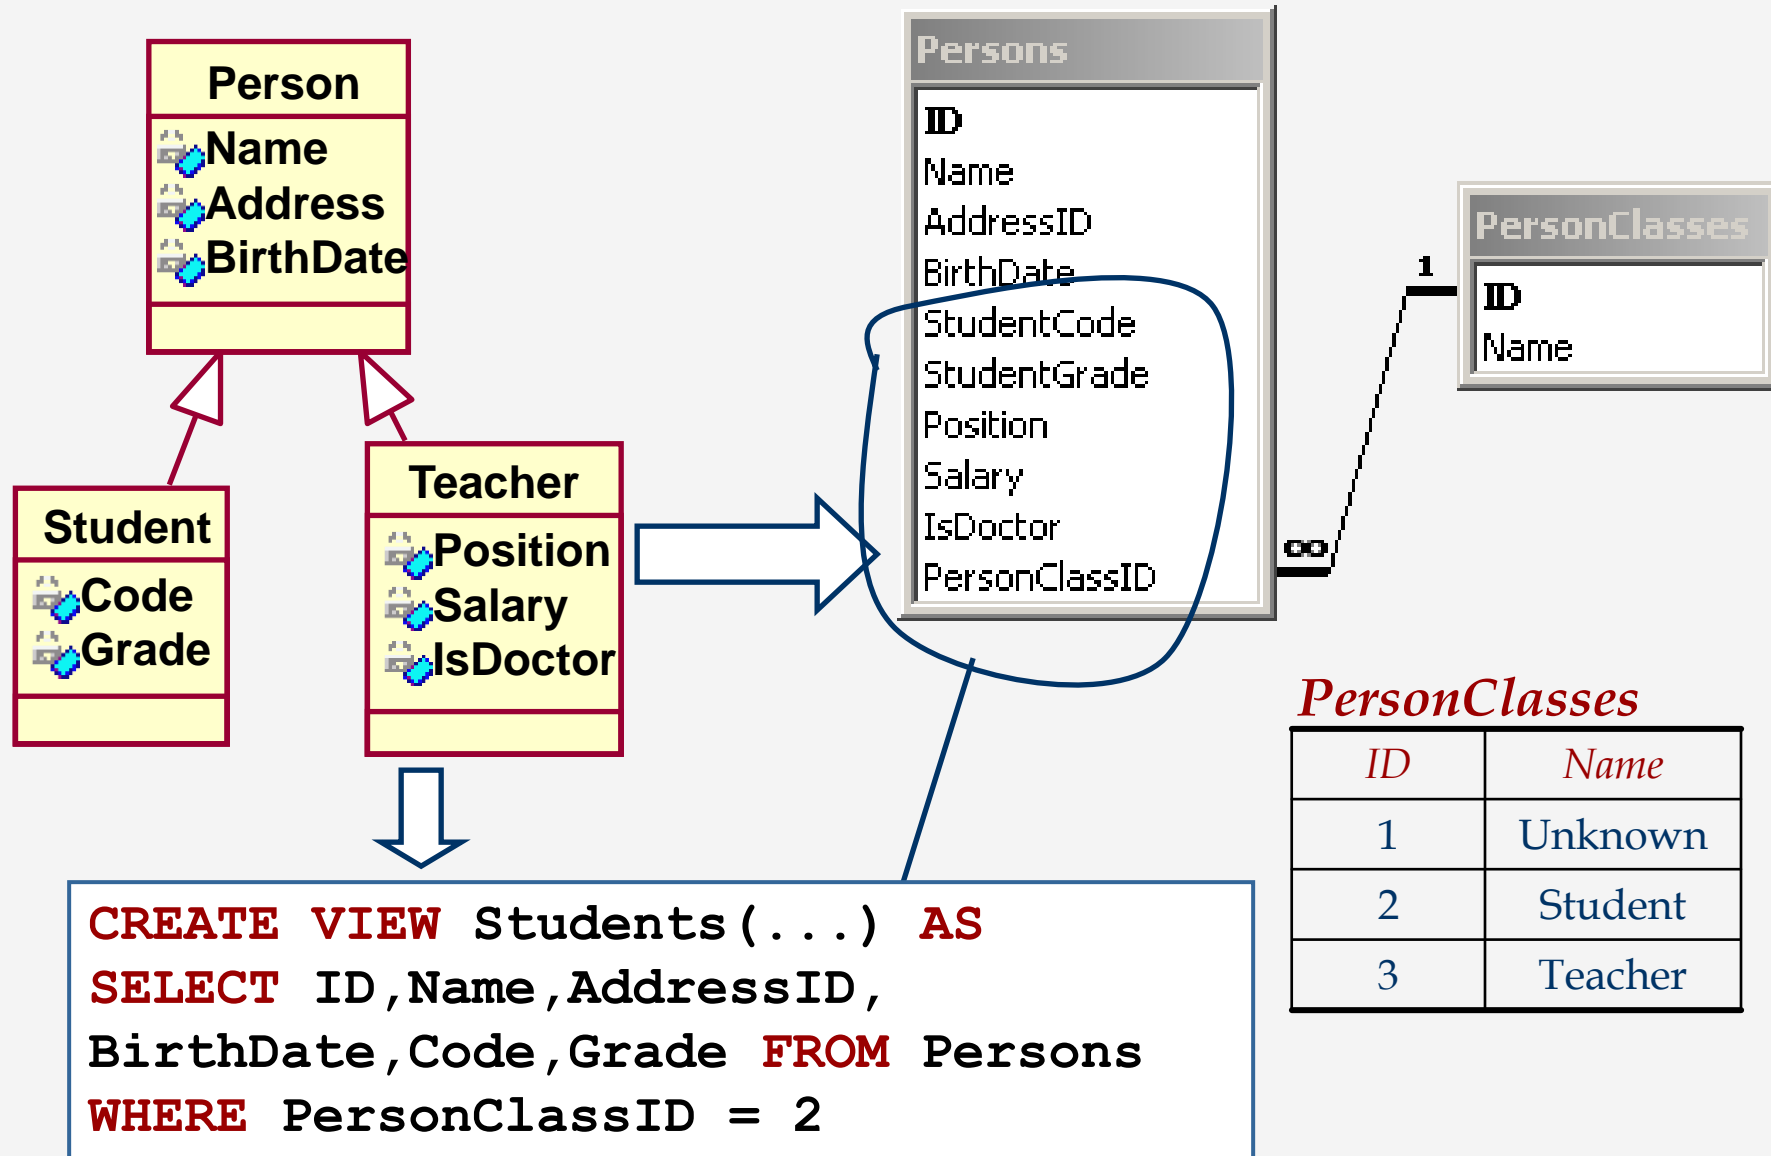 Person
Name
Address
BirthDate
Student
Code
Grade
Teacher
Position
Salary
IsDoctor
Persons
ID
Name
AddressID
BirthDate
StudentCode
StudentGrade
Position
Salary
IsDoctor
PersonClassID
1
∞
PersonClasses
ID
Name
PersonClasses
ID Name
1 Unknown
2 Student
3 Teacher
CREATE VIEW Students(...) AS
SELECT ID,Name,AddressID,
BirthDate,Code,Grade FROM Persons
WHERE PersonClassID = 2